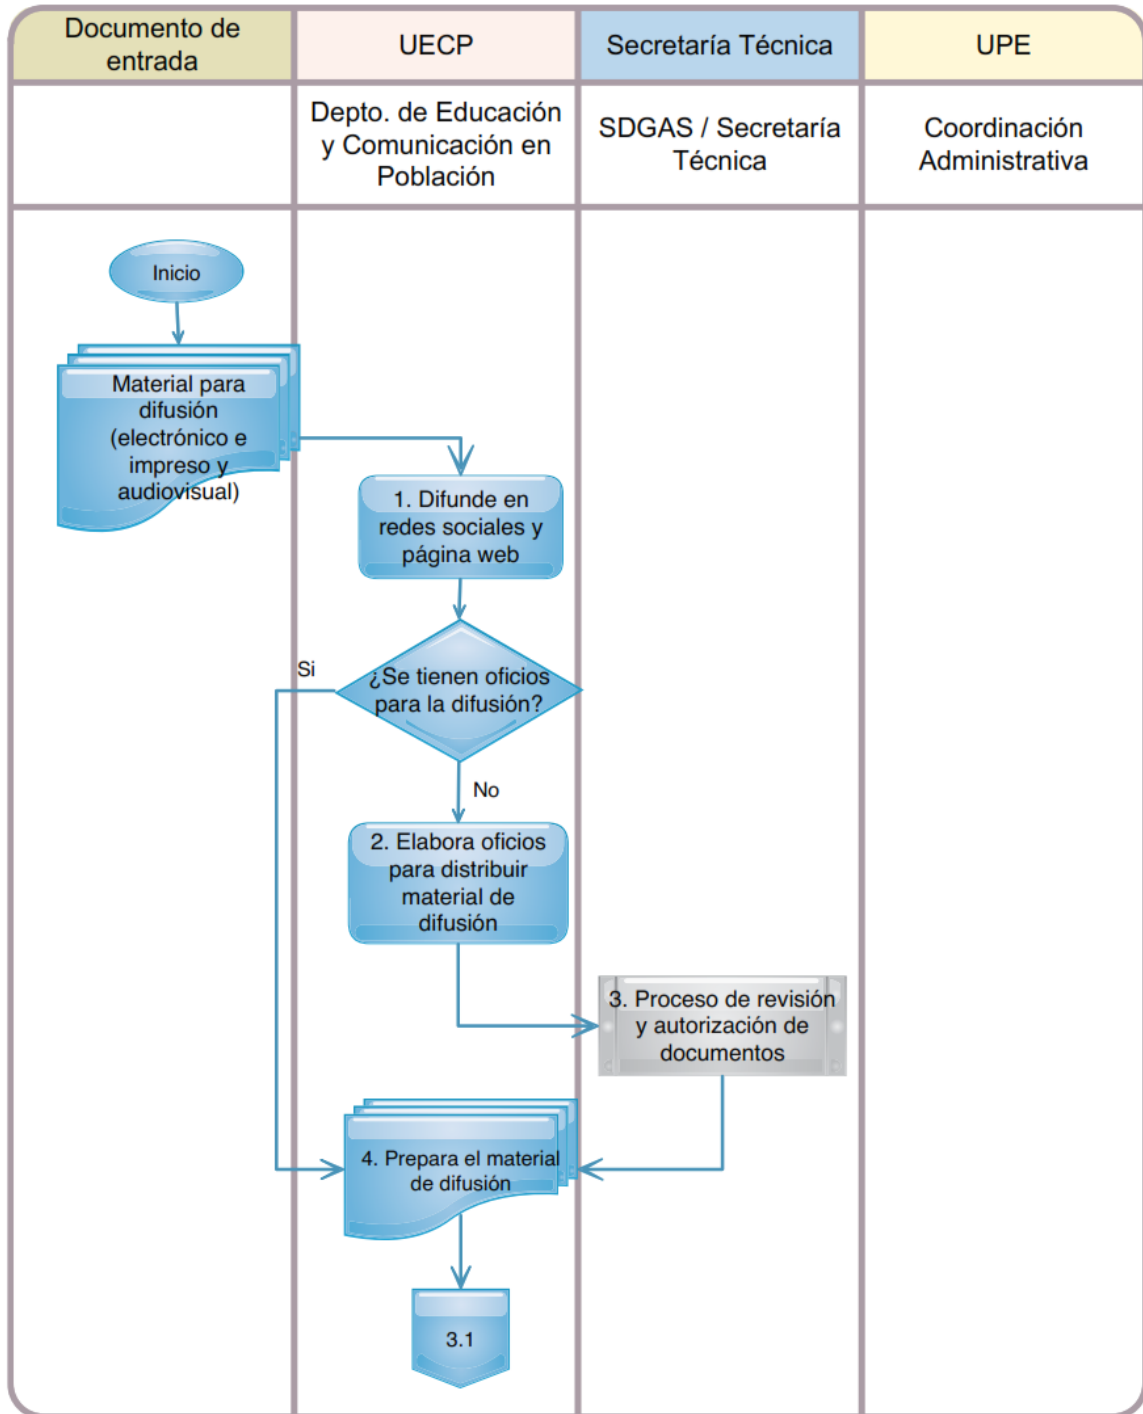 Documento de
entrada
UECP
Secretaría Técnica
UPE
Depto. de Educación
y Comunicación en
Población
SDGAS / Secretaría
Técnica
Coordinación
Administrativa
Inicio
Material para
difusión
(electrónico e
impreso y
audiovisual)
1. Difunde en
redes sociales y
página web
Si
¿Se tienen oficios
para la difusión?
No
2. Elabora oficios
para distribuir
material de
difusión
3. Proceso de revisión
y autorización de
documentos
4. Prepara el material
de difusión
3.1